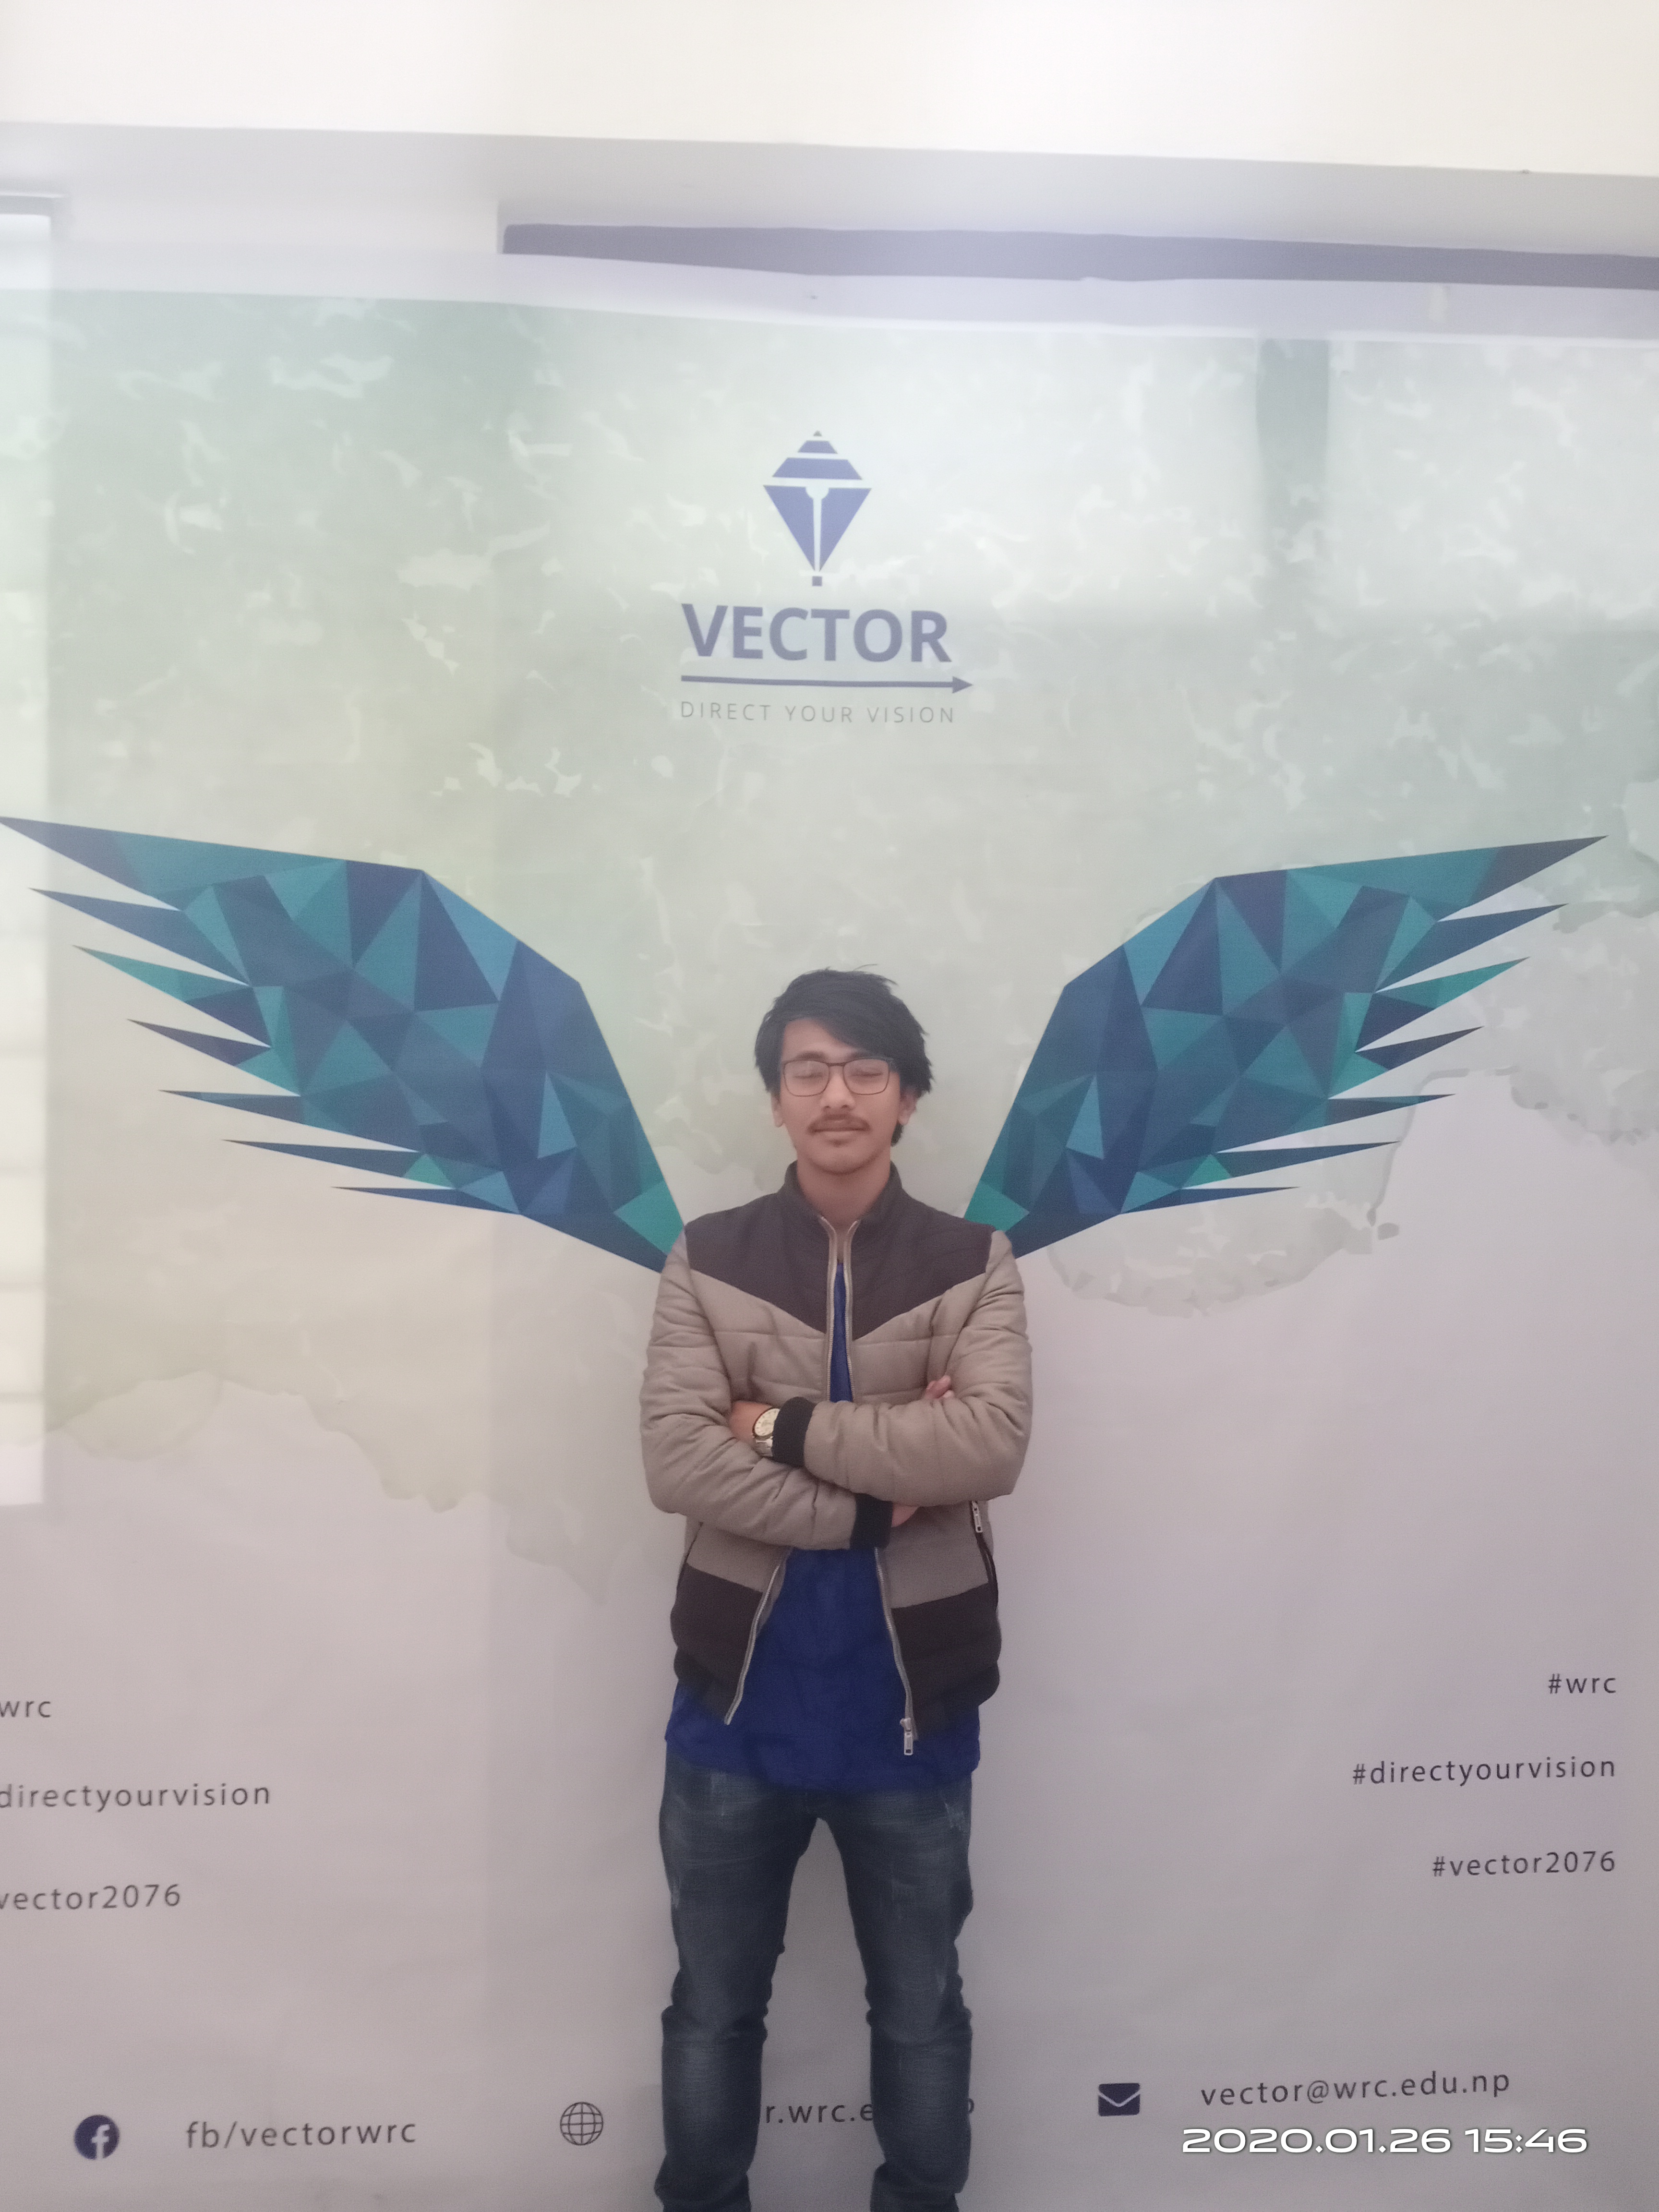 VECTOR
DIRECT YOUR VISION
wrc
#wrc
directyourvision
#directyourvision
vector2076
#vector2076
fb/vectorwrc
r.wrc.e
vector@wrc.edu.np
2020.01.26 15:46